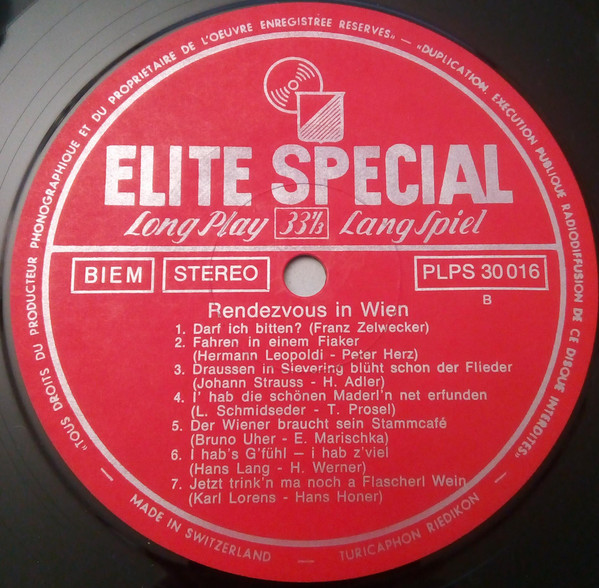 «TOUS DROITS DU PRODUCTEUR PHONOGRAPHIQUE ET DU PROPRIETAIRE DE L'OEUVRE ENREGISTREE RESERVES» — «DUPLICATION, EXECUTION PUBLIQUE RADIODIFFUSION DE CE DISQUE INTERDITES»
ELITE SPECIAL
Long Play 33⅓ Lang Spiel
BIEM STEREO PLPS 30 016
B
Rendezvous in Wien
1. Darf ich bitten? (Franz Zelwecker)
2. Fahren in einem Fiaker
(Hermann Leopoldi - Peter Herz)
3. Draussen in Sievering blüht schon der Flieder
(Johann Strauss - H. Adler)
4. I' hab die schönen Maderl'n net erfunden
(L. Schmidseder - T. Prosel)
5. Der Wiener braucht sein Stammcafé
(Bruno Uher - E. Marischka)
6. I hab's G'fühl – i hab z'viel
(Hans Lang - H. Werner)
7. Jetzt trink'n ma noch a Flascherl Wein
(Karl Lorens - Hans Honer)
MADE IN SWITZERLAND — TURICAPHON RIEDIKON —